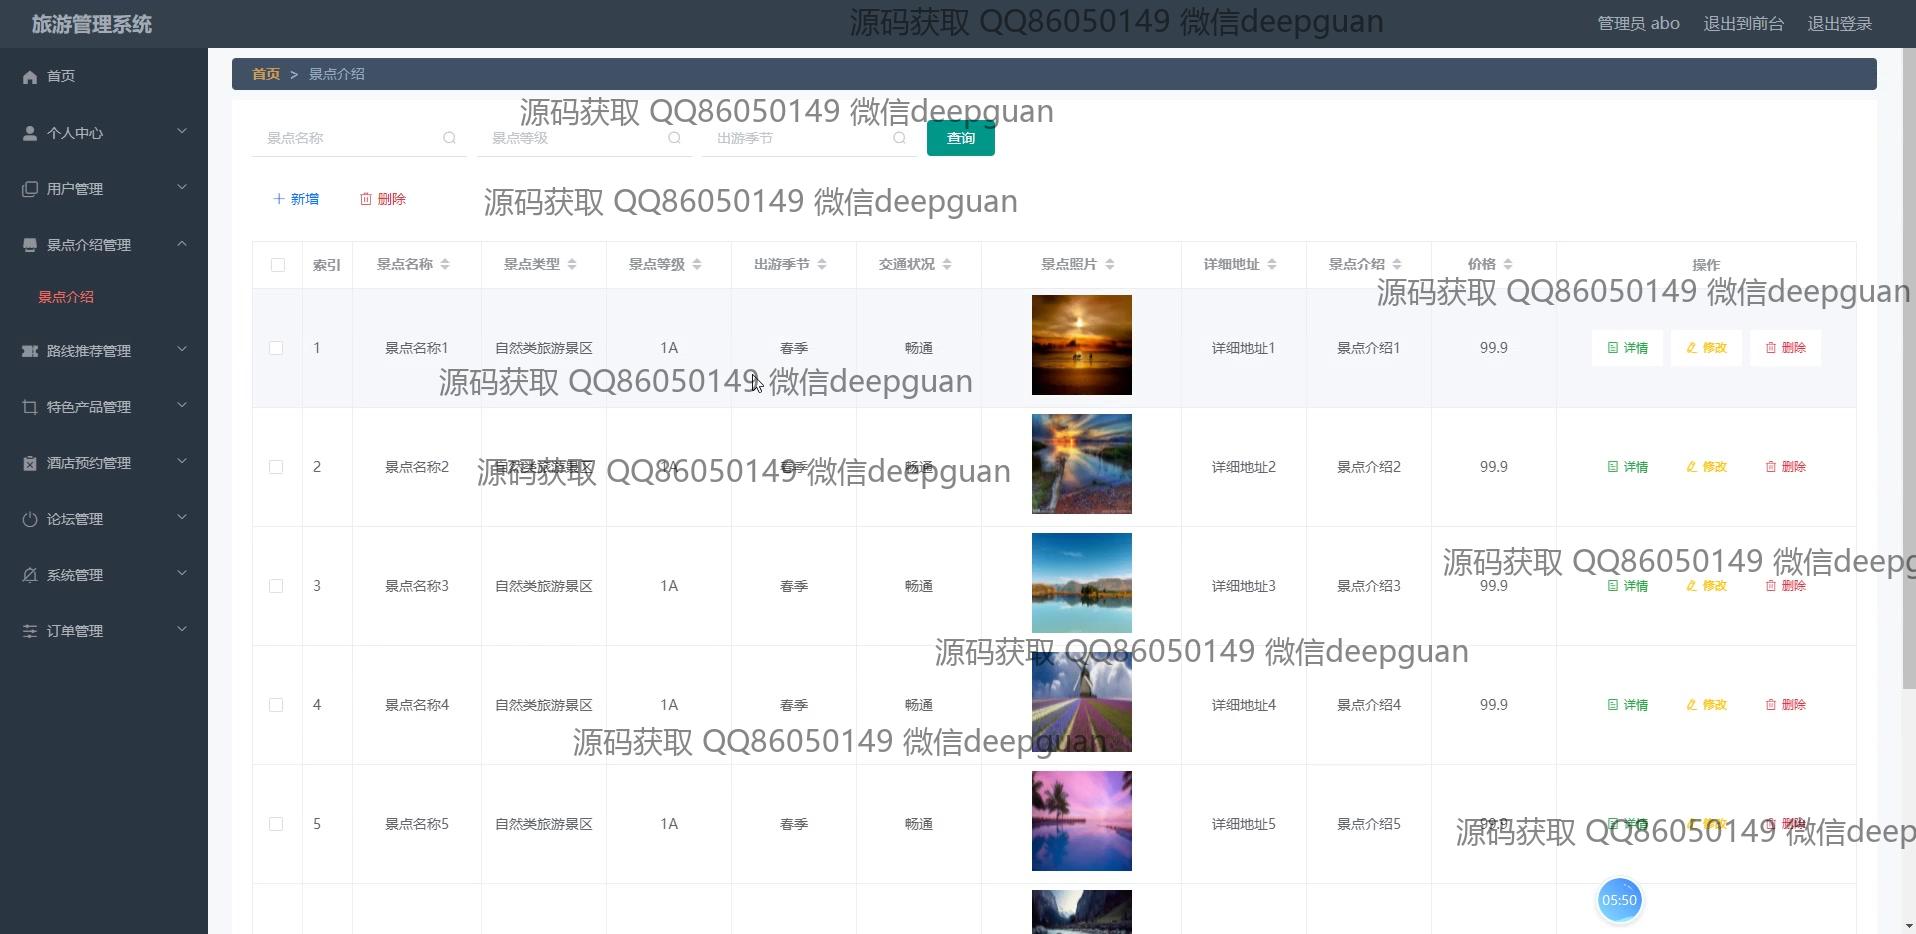 旅游管理系统
源码获取 QQ86050149 微信deepguan
管理员 abo 退出到前台 退出登录
首页
个人中心
用户管理
景点介绍管理
景点介绍
路线推荐管理
特色产品管理
酒店预约管理
论坛管理
系统管理
订单管理
首页 > 景点介绍
源码获取 QQ86050149 微信deepguan
景点名称 景点等级 出游季节 查询
+ 新增 删除
源码获取 QQ86050149 微信deepguan
索引 景点名称 景点类型 景点等级 出游季节 交通状况 景点照片 详细地址 景点介绍 价格 操作
源码获取 QQ86050149 微信deepguan
1 景点名称1 自然类旅游景区 1A 春季 畅通 详细地址1 景点介绍1 99.9 详情 修改 删除
源码获取 QQ86050149 微信deepguan
2 景点名称2 自然类旅游景区 1A 春季 畅通 详细地址2 景点介绍2 99.9 详情 修改 删除
源码获取 QQ86050149 微信deepguan
源码获取 QQ86050149 微信deepg
3 景点名称3 自然类旅游景区 1A 春季 畅通 详细地址3 景点介绍3 99.9 详情 修改 删除
源码获取 QQ86050149 微信deepguan
4 景点名称4 自然类旅游景区 1A 春季 畅通 详细地址4 景点介绍4 99.9 详情 修改 删除
源码获取 QQ86050149 微信deepguan
5 景点名称5 自然类旅游景区 1A 春季 畅通 详细地址5 景点介绍5 99.9 详情 修改 删除
源码获取 QQ86050149 微信deep
05:50